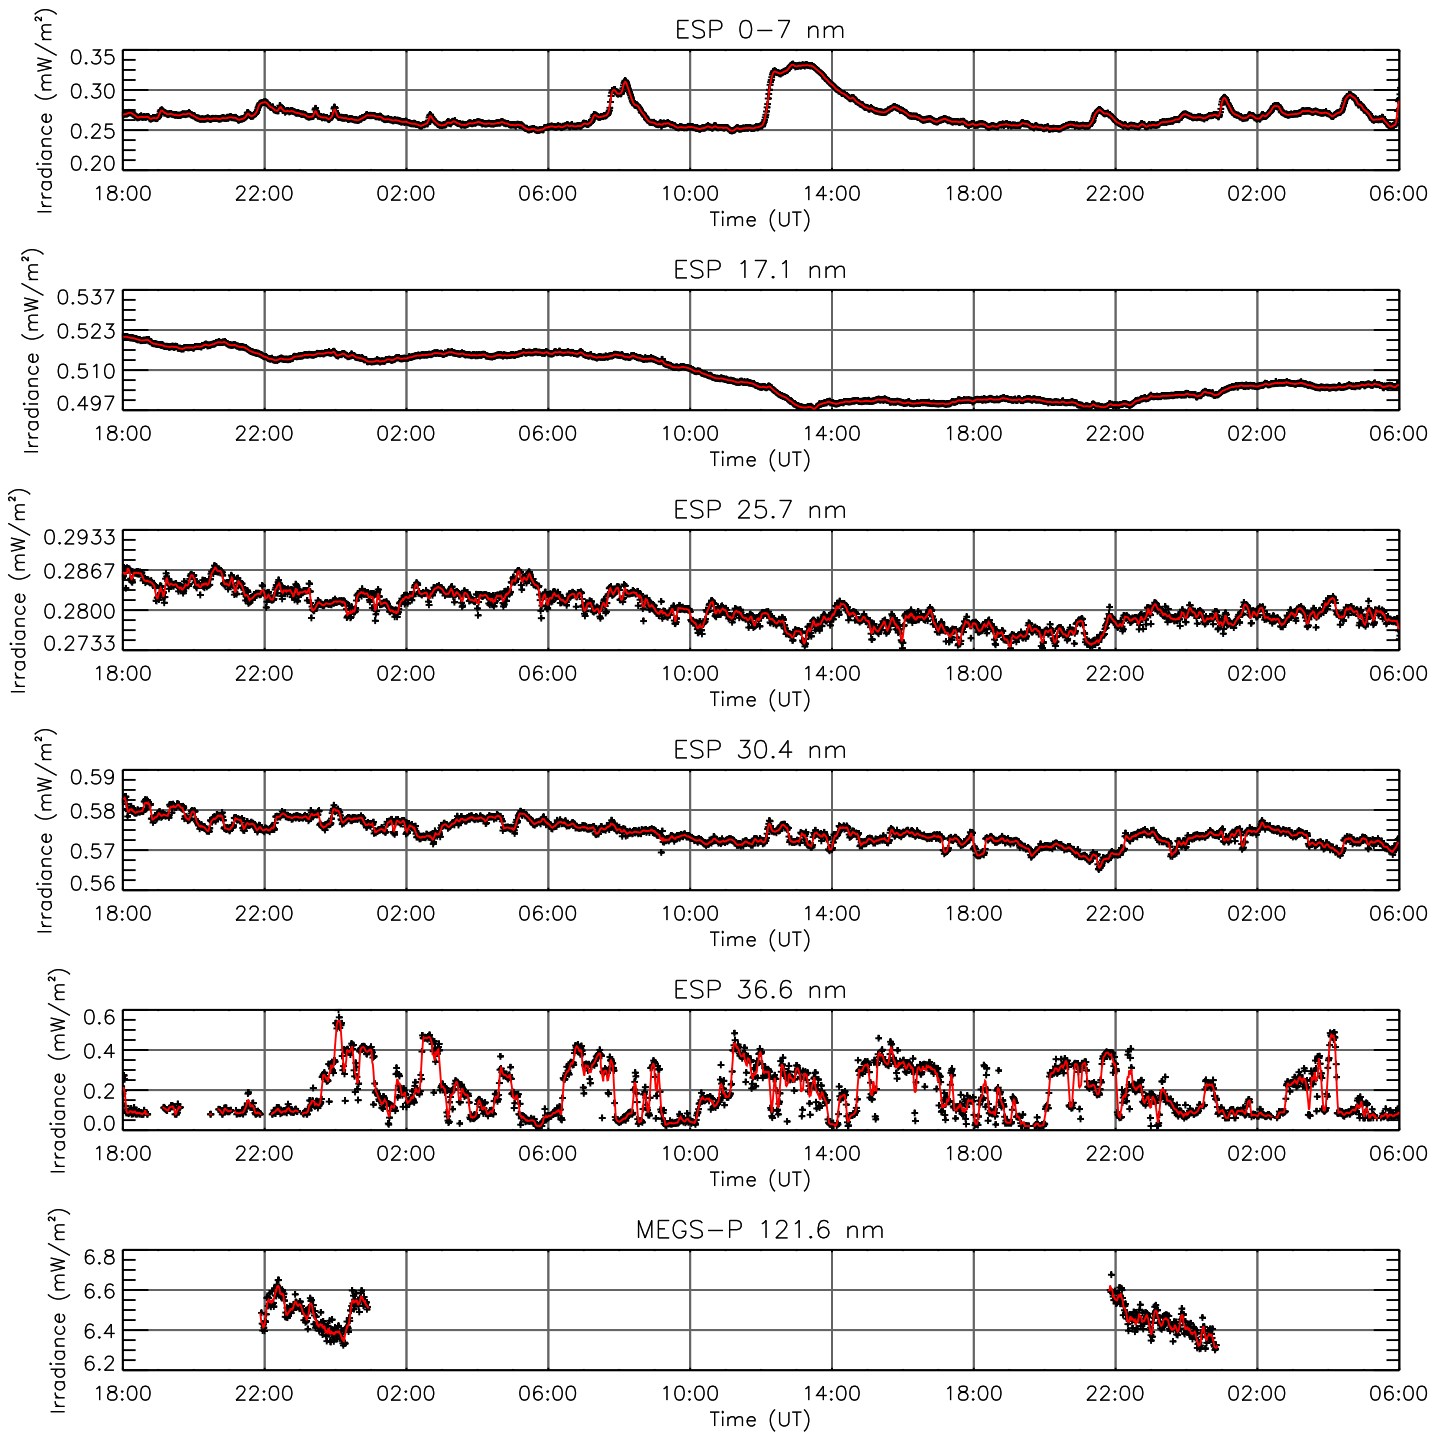 ESP 0–7 nm
Irradiance (mW/m²)
0.35
0.30
0.25
0.20
18:00 22:00 02:00 06:00 10:00 14:00 18:00 22:00 02:00 06:00
Time (UT)
ESP 17.1 nm
Irradiance (mW/m²)
0.537
0.523
0.510
0.497
18:00 22:00 02:00 06:00 10:00 14:00 18:00 22:00 02:00 06:00
Time (UT)
ESP 25.7 nm
Irradiance (mW/m²)
0.2933
0.2867
0.2800
0.2733
18:00 22:00 02:00 06:00 10:00 14:00 18:00 22:00 02:00 06:00
Time (UT)
ESP 30.4 nm
Irradiance (mW/m²)
0.59
0.58
0.57
0.56
18:00 22:00 02:00 06:00 10:00 14:00 18:00 22:00 02:00 06:00
Time (UT)
ESP 36.6 nm
Irradiance (mW/m²)
0.6
0.4
0.2
0.0
18:00 22:00 02:00 06:00 10:00 14:00 18:00 22:00 02:00 06:00
Time (UT)
MEGS–P 121.6 nm
Irradiance (mW/m²)
6.8
6.6
6.4
6.2
18:00 22:00 02:00 06:00 10:00 14:00 18:00 22:00 02:00 06:00
Time (UT)